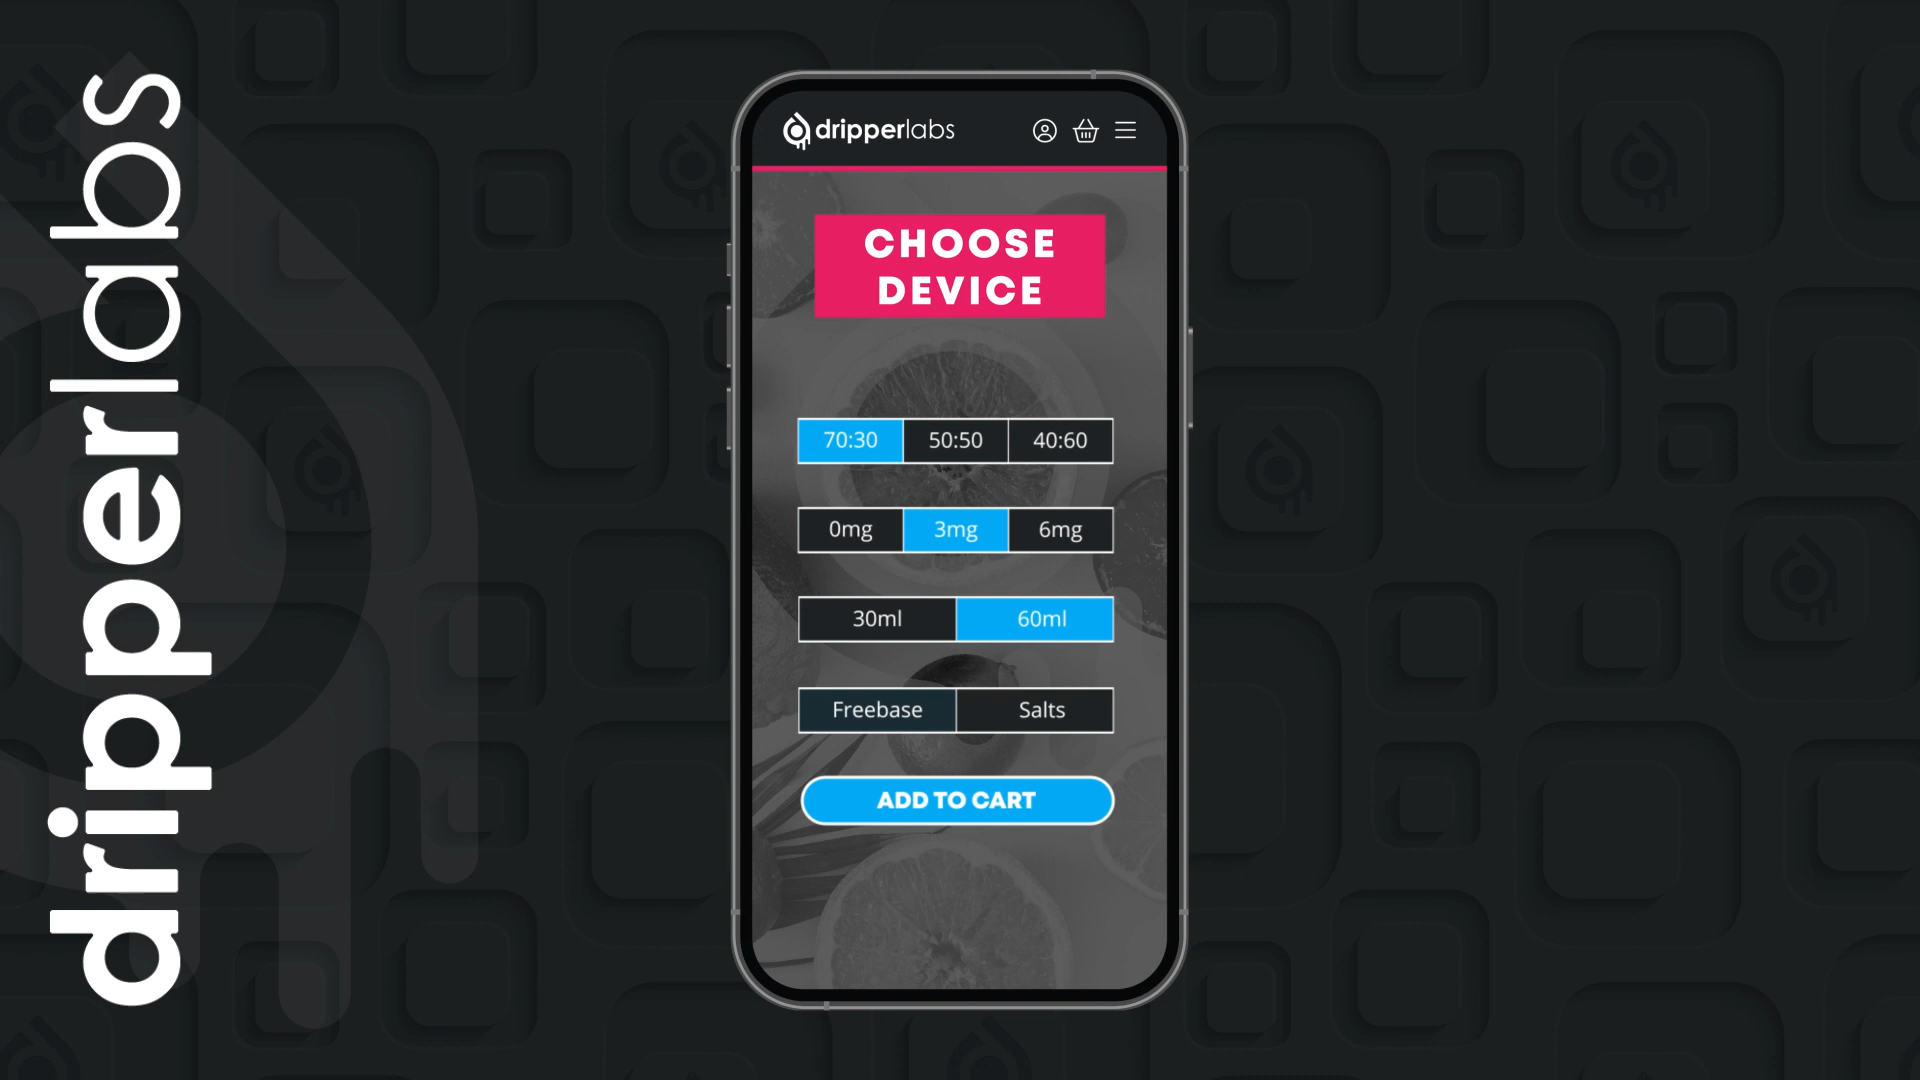 dripperlabs
dripperlabs
CHOOSE
DEVICE
70:30 50:50 40:60
0mg 3mg 6mg
30ml 60ml
Freebase Salts
ADD TO CART